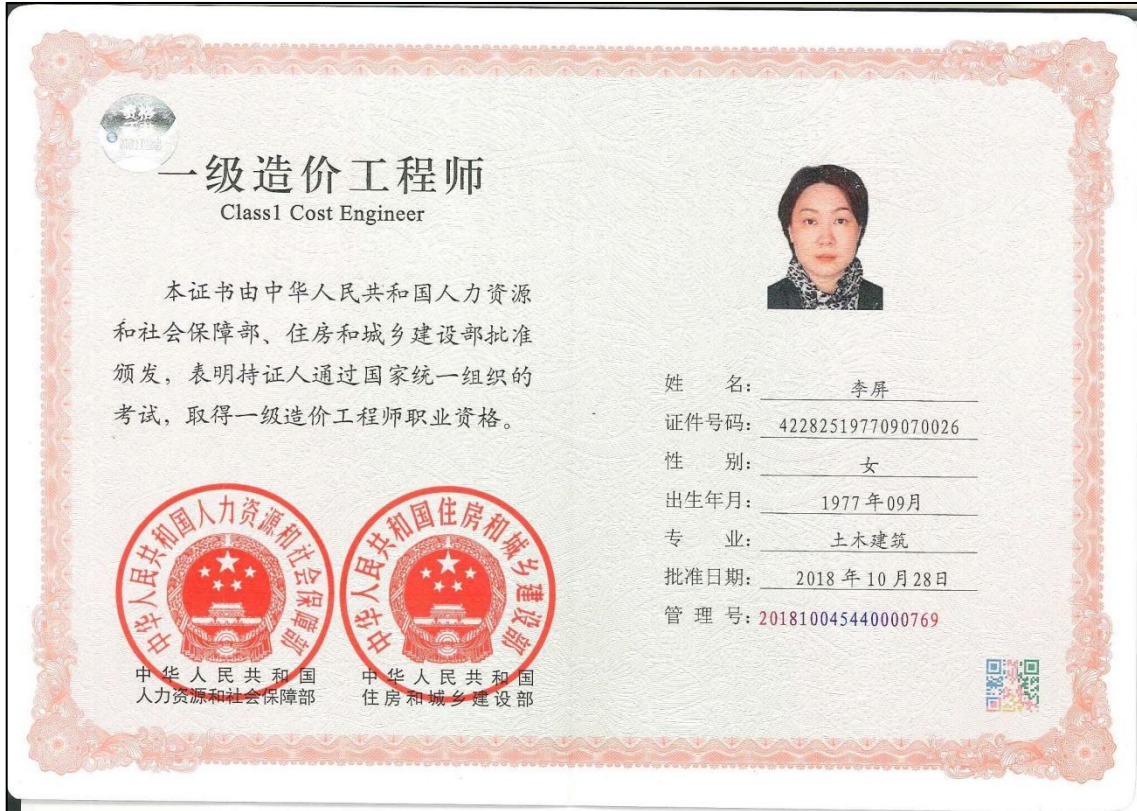 一级造价工程师
Class1 Cost Engineer
本证书由中华人民共和国人力资源
和社会保障部、住房和城乡建设部批准
颁发，表明持证人通过国家统一组织的
考试，取得一级造价工程师职业资格。
中华人民共和国人力资源和社会保障部
中华人民共和国住房和城乡建设部
中华人民共和国
人力资源和社会保障部
中华人民共和国
住房和城乡建设部
姓 名：李屏
证件号码：422825197709070026
性 别：女
出生年月：1977年09月
专 业：土木建筑
批准日期：2018年10月28日
管 理 号：201810045440000769